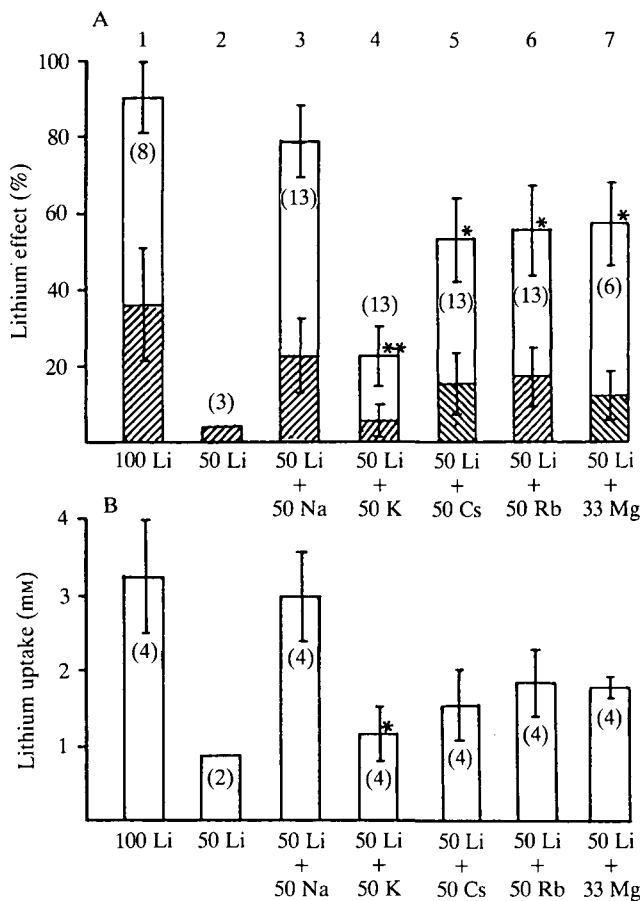 A
1 2 3 4 5 6 7
Lithium effect (%)
100
80
60
40
20
(8)
(3)
(13)
(13)
**
(13)
*
(13)
*
(6)
*
100 Li 50 Li 50 Li 50 Li 50 Li 50 Li 50 Li
+ + + + +
50 Na 50 K 50 Cs 50 Rb 33 Mg
B
Lithium uptake (mM)
4
3
2
1
(4)
(2)
(4)
*
(4)
(4)
(4)
(4)
100 Li 50 Li 50 Li 50 Li 50 Li 50 Li 50 Li
+ + + + +
50 Na 50 K 50 Cs 50 Rb 33 Mg